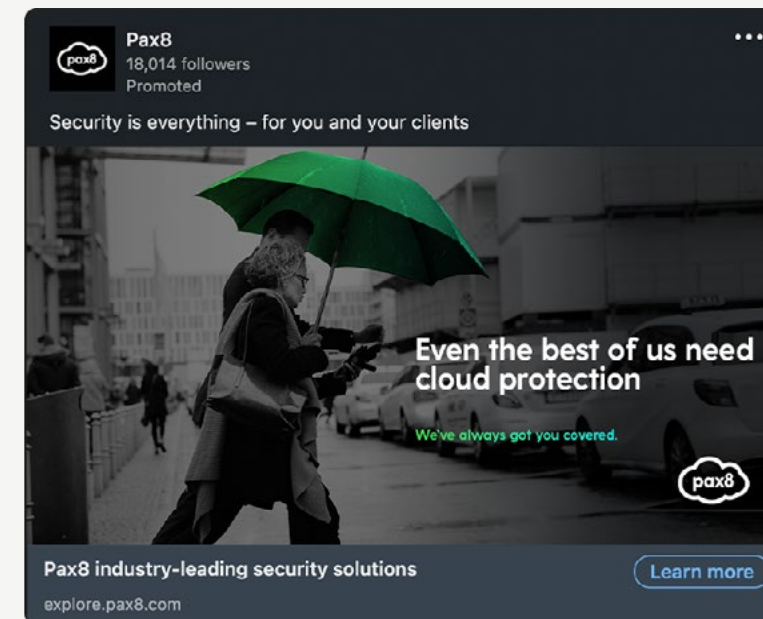 pax8
Pax8
18,014 followers
Promoted
Security is everything – for you and your clients
Even the best of us need
cloud protection
We've always got you covered.
pax8
Pax8 industry-leading security solutions
Learn more
explore.pax8.com